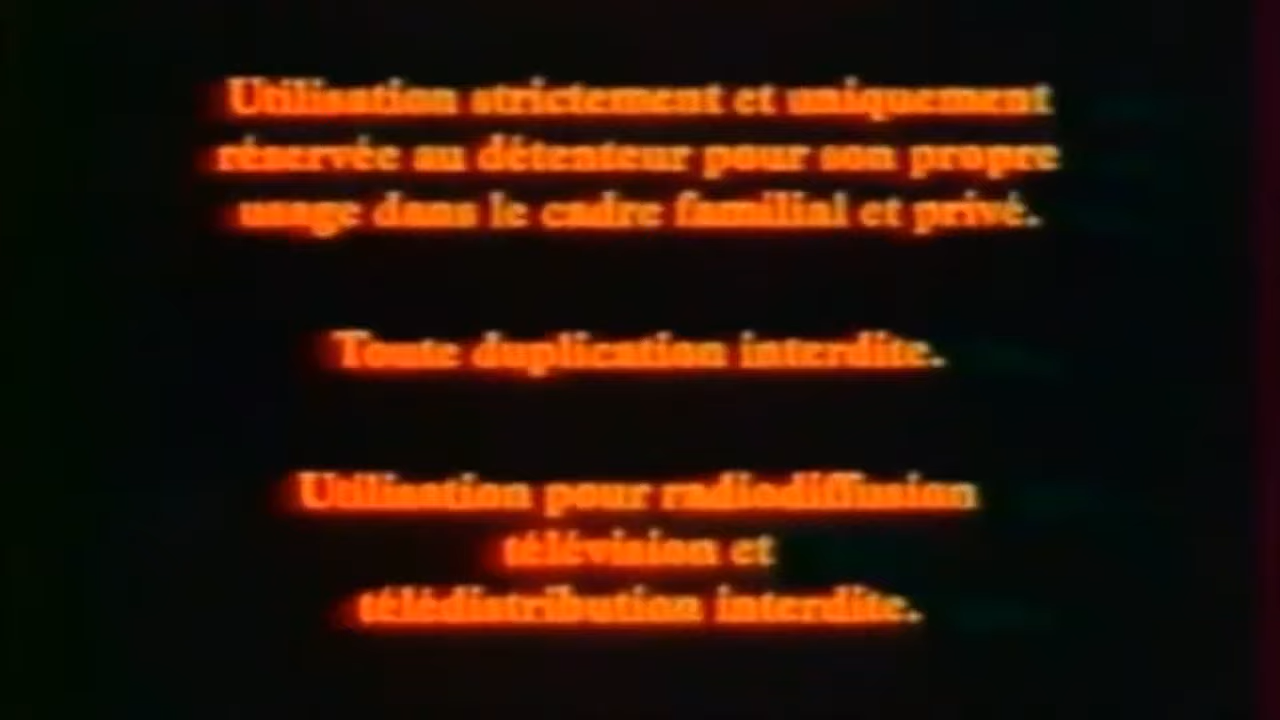 Utilisation strictement et uniquement
réservée au détenteur pour son propre
usage dans le cadre familial et privé.
Toute duplication interdite.
Utilisation pour radiodiffusion
télévision et
télédistribution interdite.